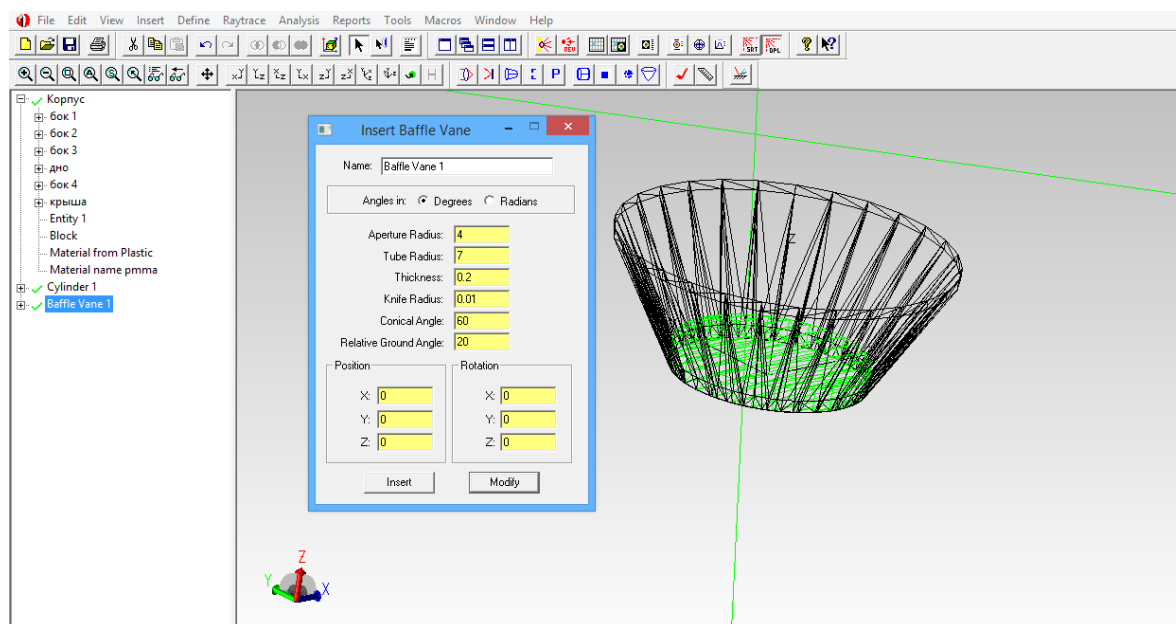 File Edit View Insert Define Raytrace Analysis Reports Tools Macros Window Help
Корпус
бок 1
бок 2
бок 3
дно
бок 4
крыша
Entity 1
Block
Material from Plastic
Material name pmma
Cylinder 1
Baffle Vane 1
Insert Baffle Vane
Name: Baffle Vane 1
Angles in: Degrees Radians
Aperture Radius: 4
Tube Radius: 7
Thickness: 0.2
Knife Radius: 0.01
Conical Angle: 60
Relative Ground Angle: 20
Position Rotation
X: 0 X: 0
Y: 0 Y: 0
Z: 0 Z: 0
Insert Modify
Z
Z
Y X